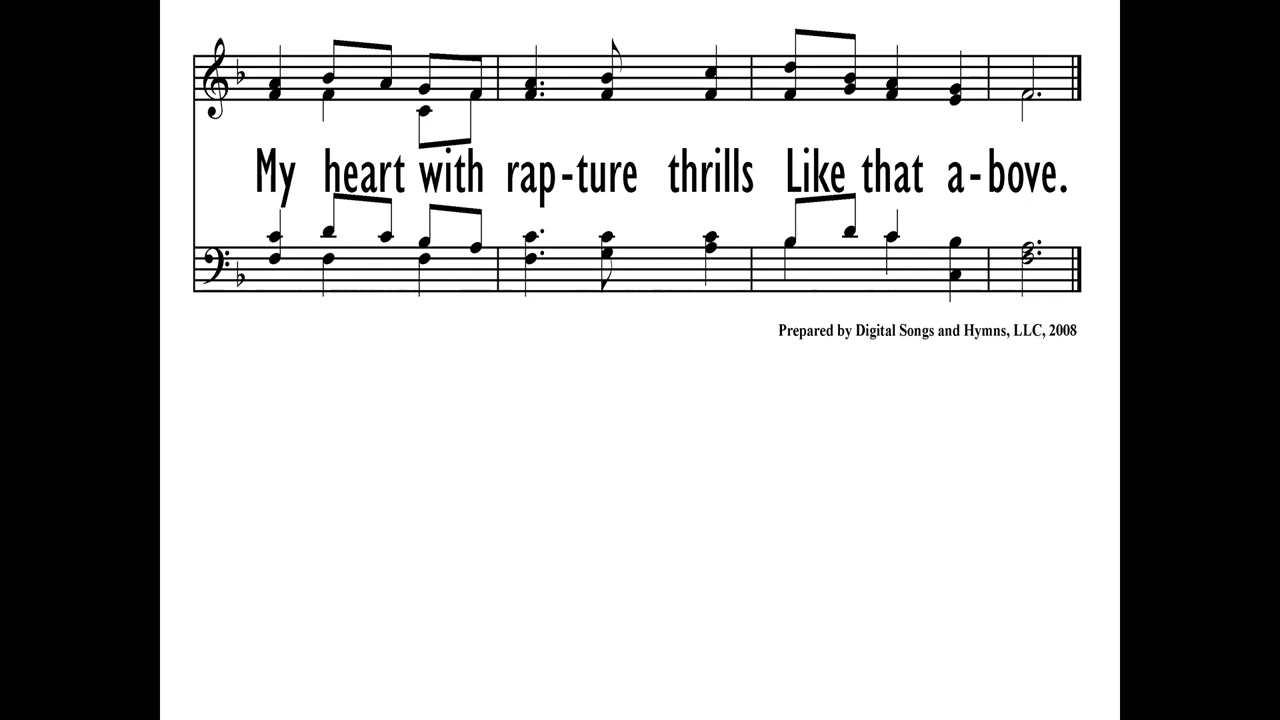 My heart with rap-ture thrills Like that a-bove.
Prepared by Digital Songs and Hymns, LLC, 2008